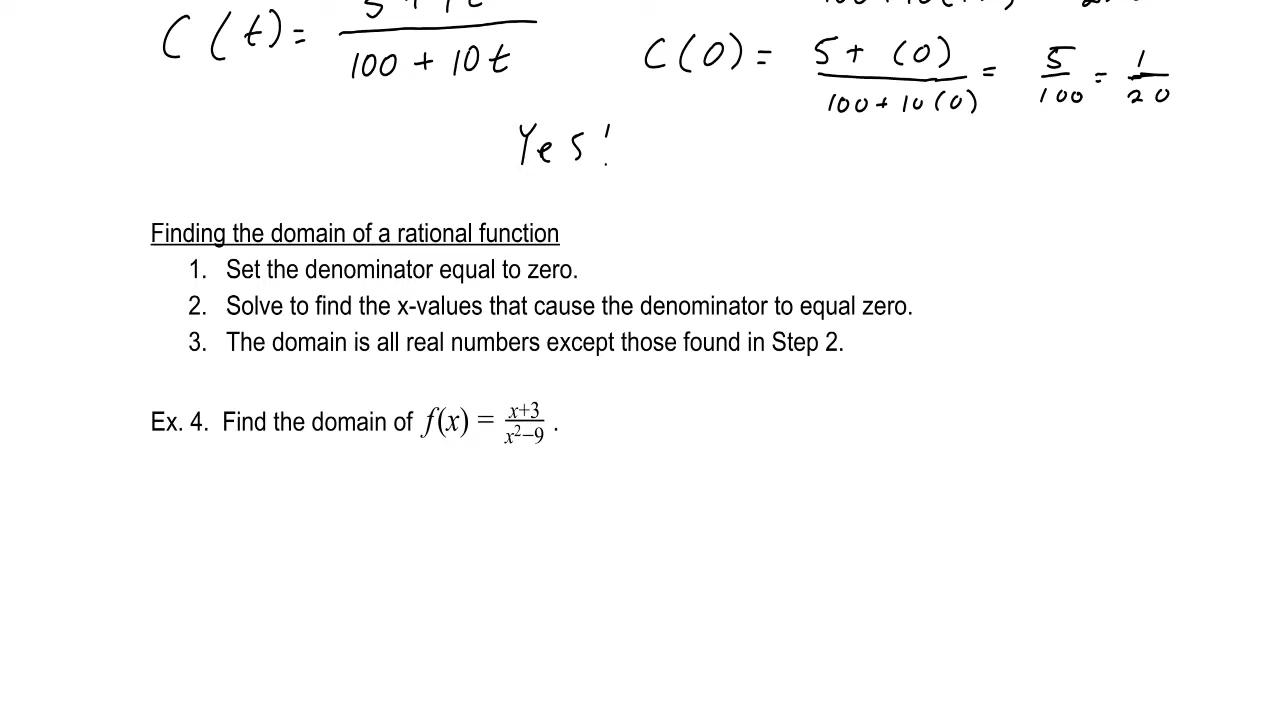 C(t) = 5 + 1t / 100 + 10t
C(0) = 5 + (0) / 100 + 10(0) = 5/100 = 1/20
Yes!
Finding the domain of a rational function
1. Set the denominator equal to zero.
2. Solve to find the x-values that cause the denominator to equal zero.
3. The domain is all real numbers except those found in Step 2.
Ex. 4. Find the domain of f(x) = x+3 / x²−9 .